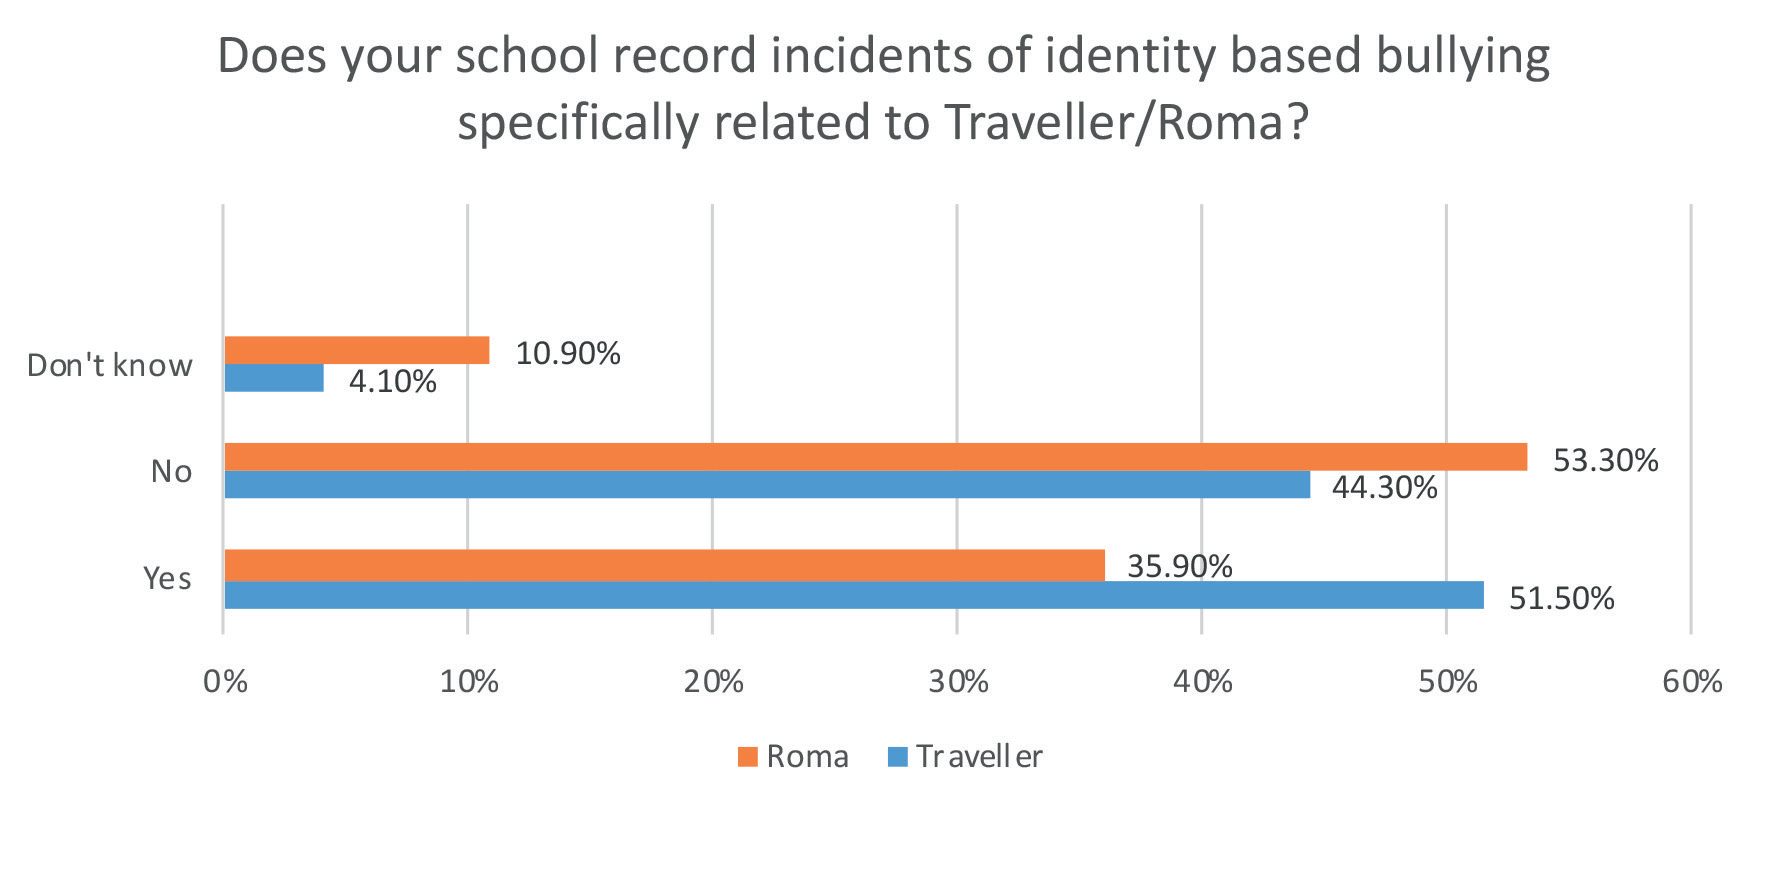 Does your school record incidents of identity based bullying
specifically related to Traveller/Roma?
Don't know
10.90%
4.10%
No
53.30%
44.30%
Yes
35.90%
51.50%
0% 10% 20% 30% 40% 50% 60%
Roma Traveller